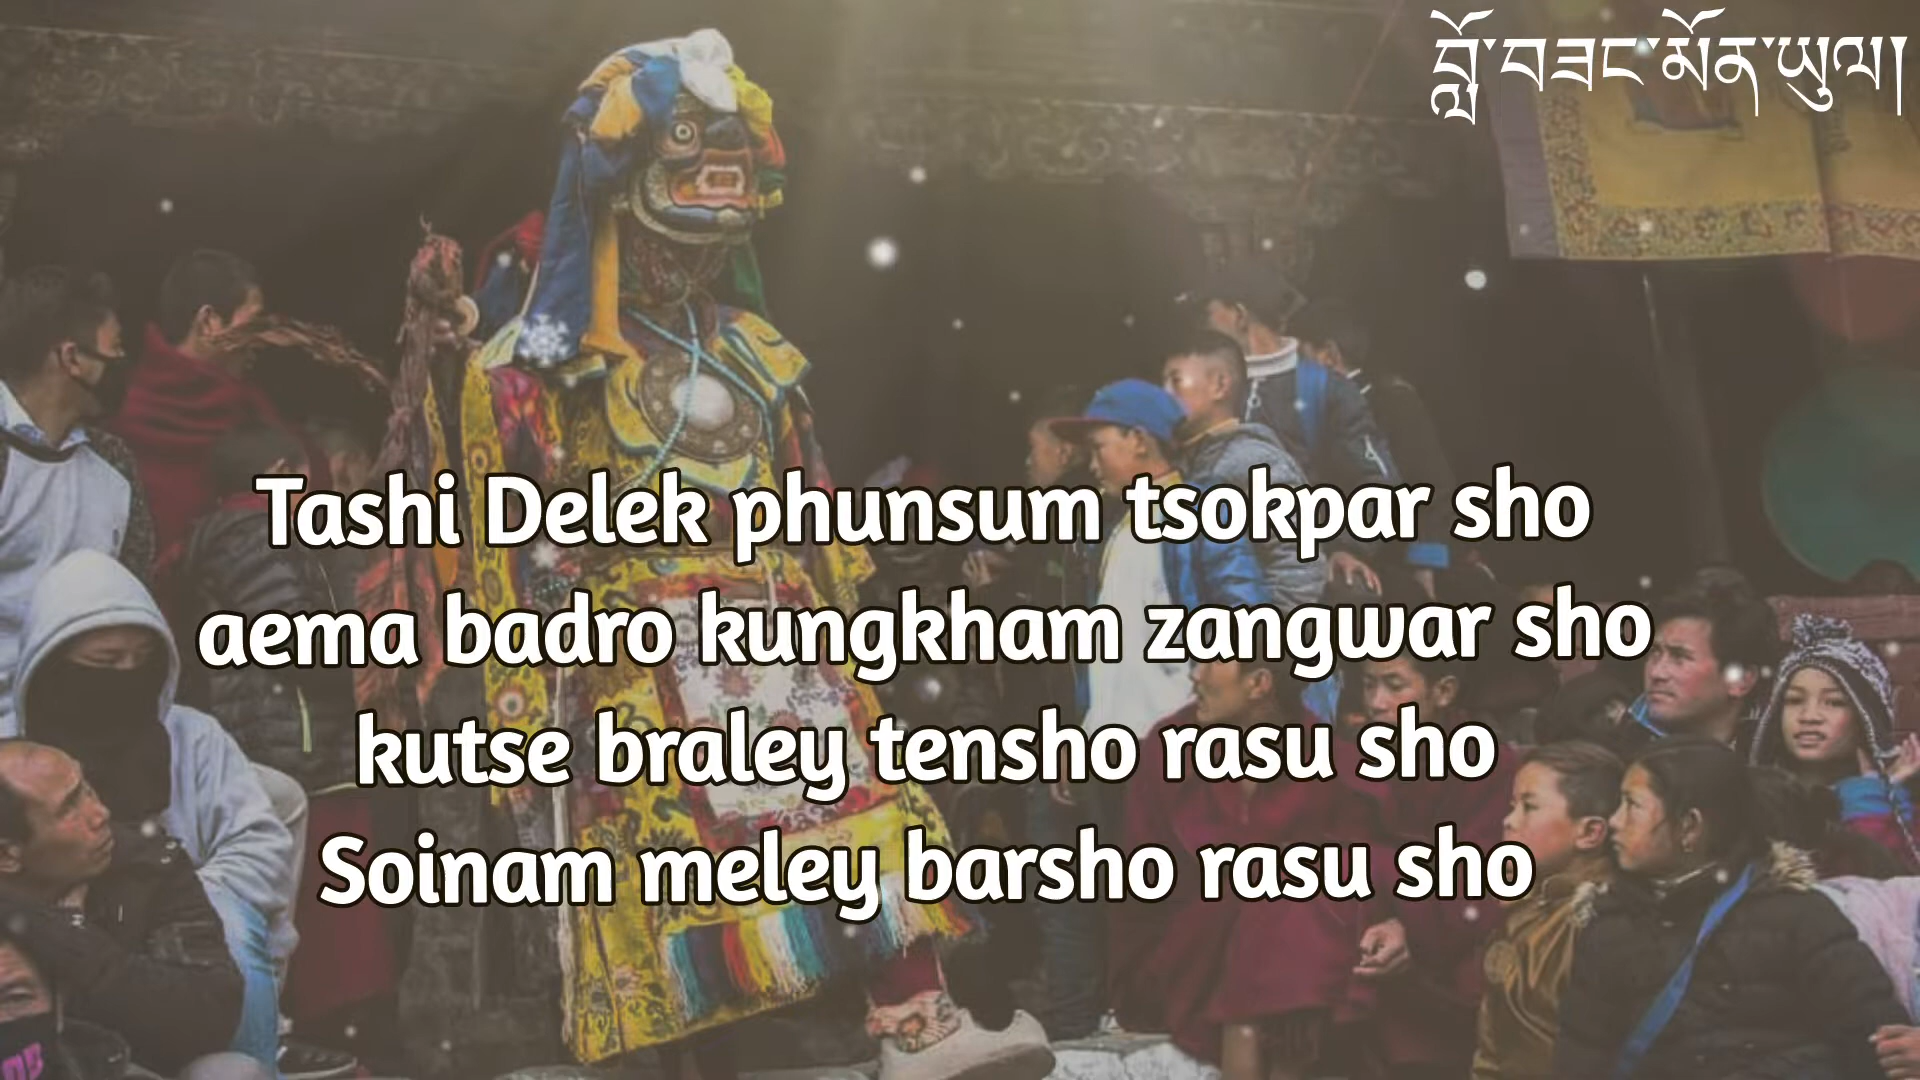 བློ་བཟང་མོན་ཡུལ།
Tashi Delek phunsum tsokpar sho
aema badro kungkham zangwar sho
kutse braley tensho rasu sho
Soinam meley barsho rasu sho